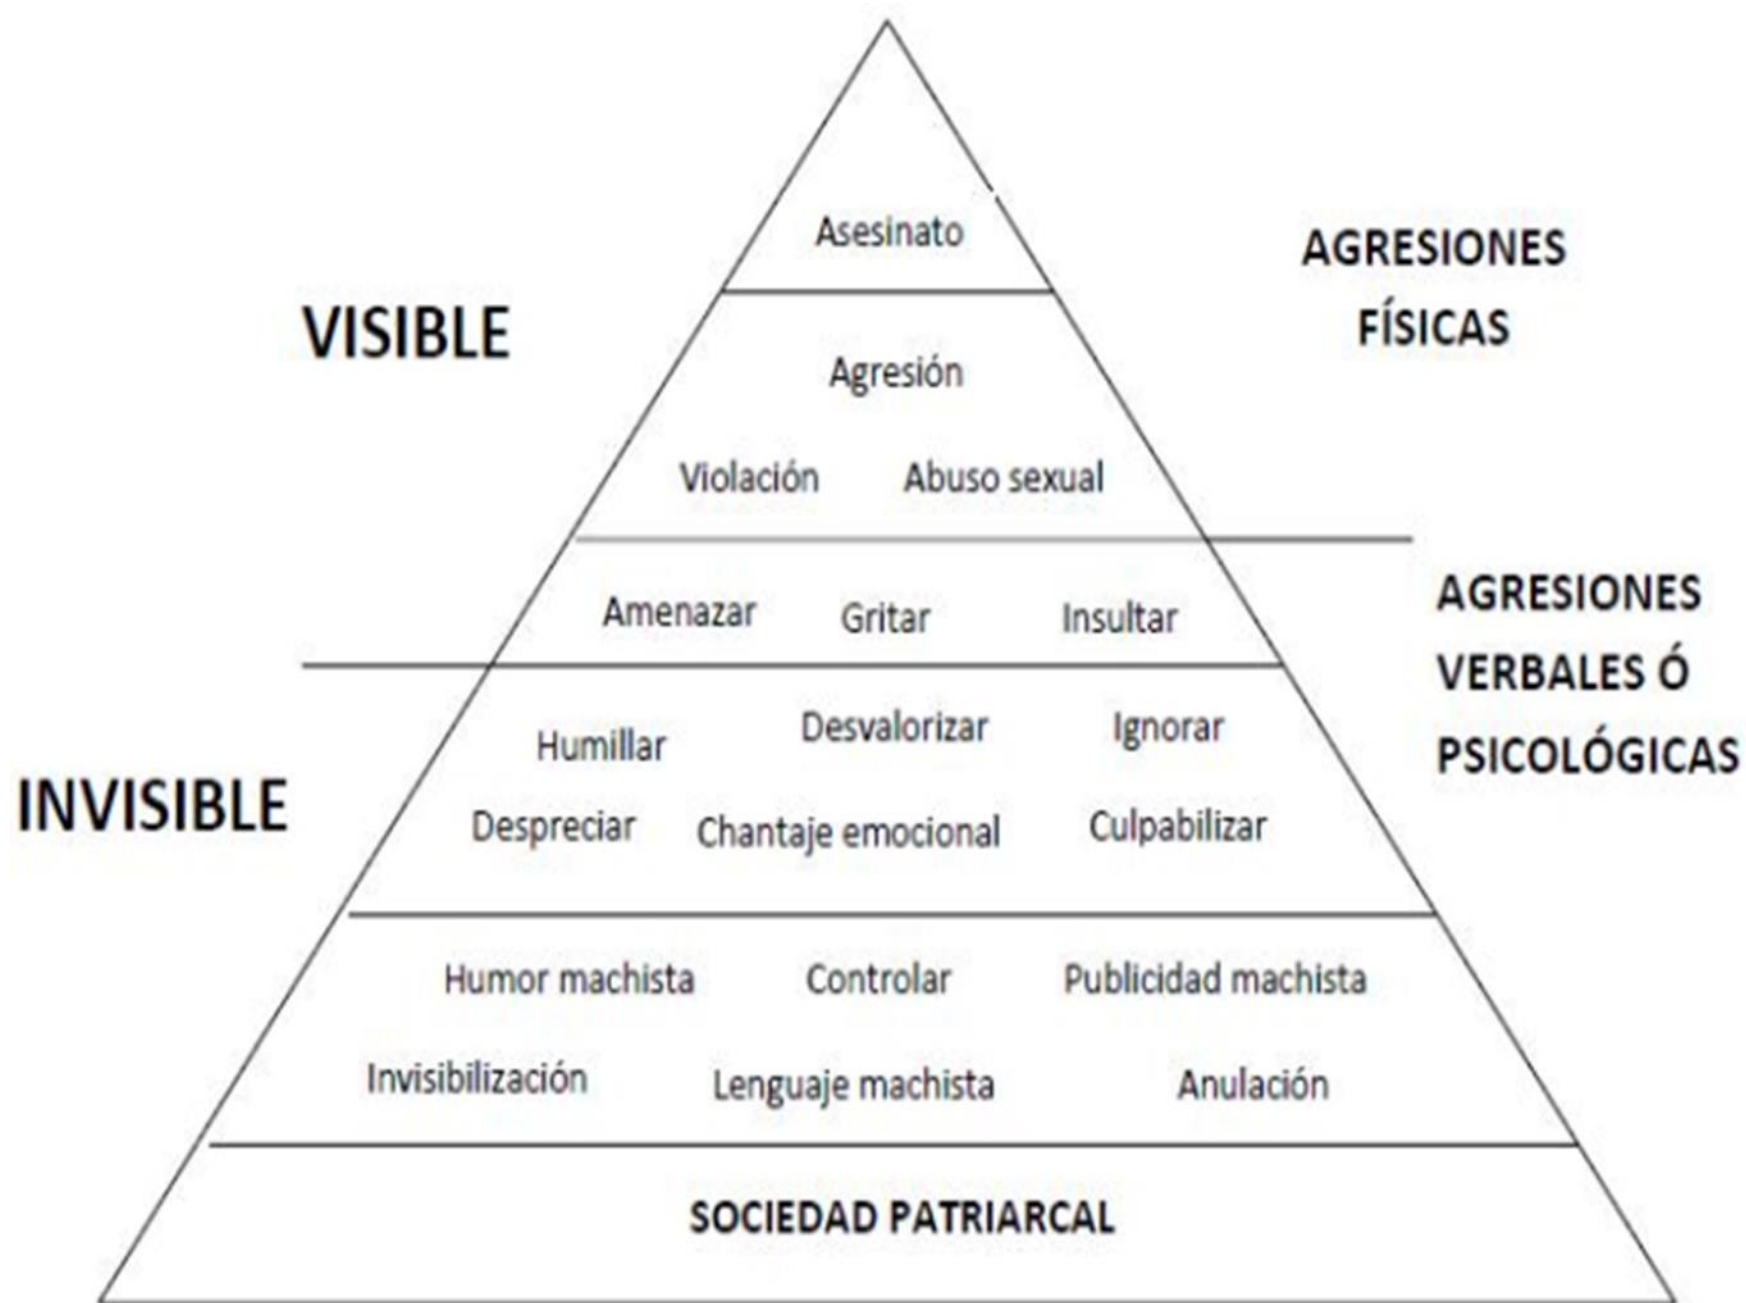 Asesinato
AGRESIONES
FÍSICAS
VISIBLE
Agresión
Violación Abuso sexual
Amenazar Gritar Insultar
AGRESIONES
VERBALES Ó
PSICOLÓGICAS
INVISIBLE
Humillar Desvalorizar Ignorar
Despreciar Chantaje emocional Culpabilizar
Humor machista Controlar Publicidad machista
Invisibilización Lenguaje machista Anulación
SOCIEDAD PATRIARCAL